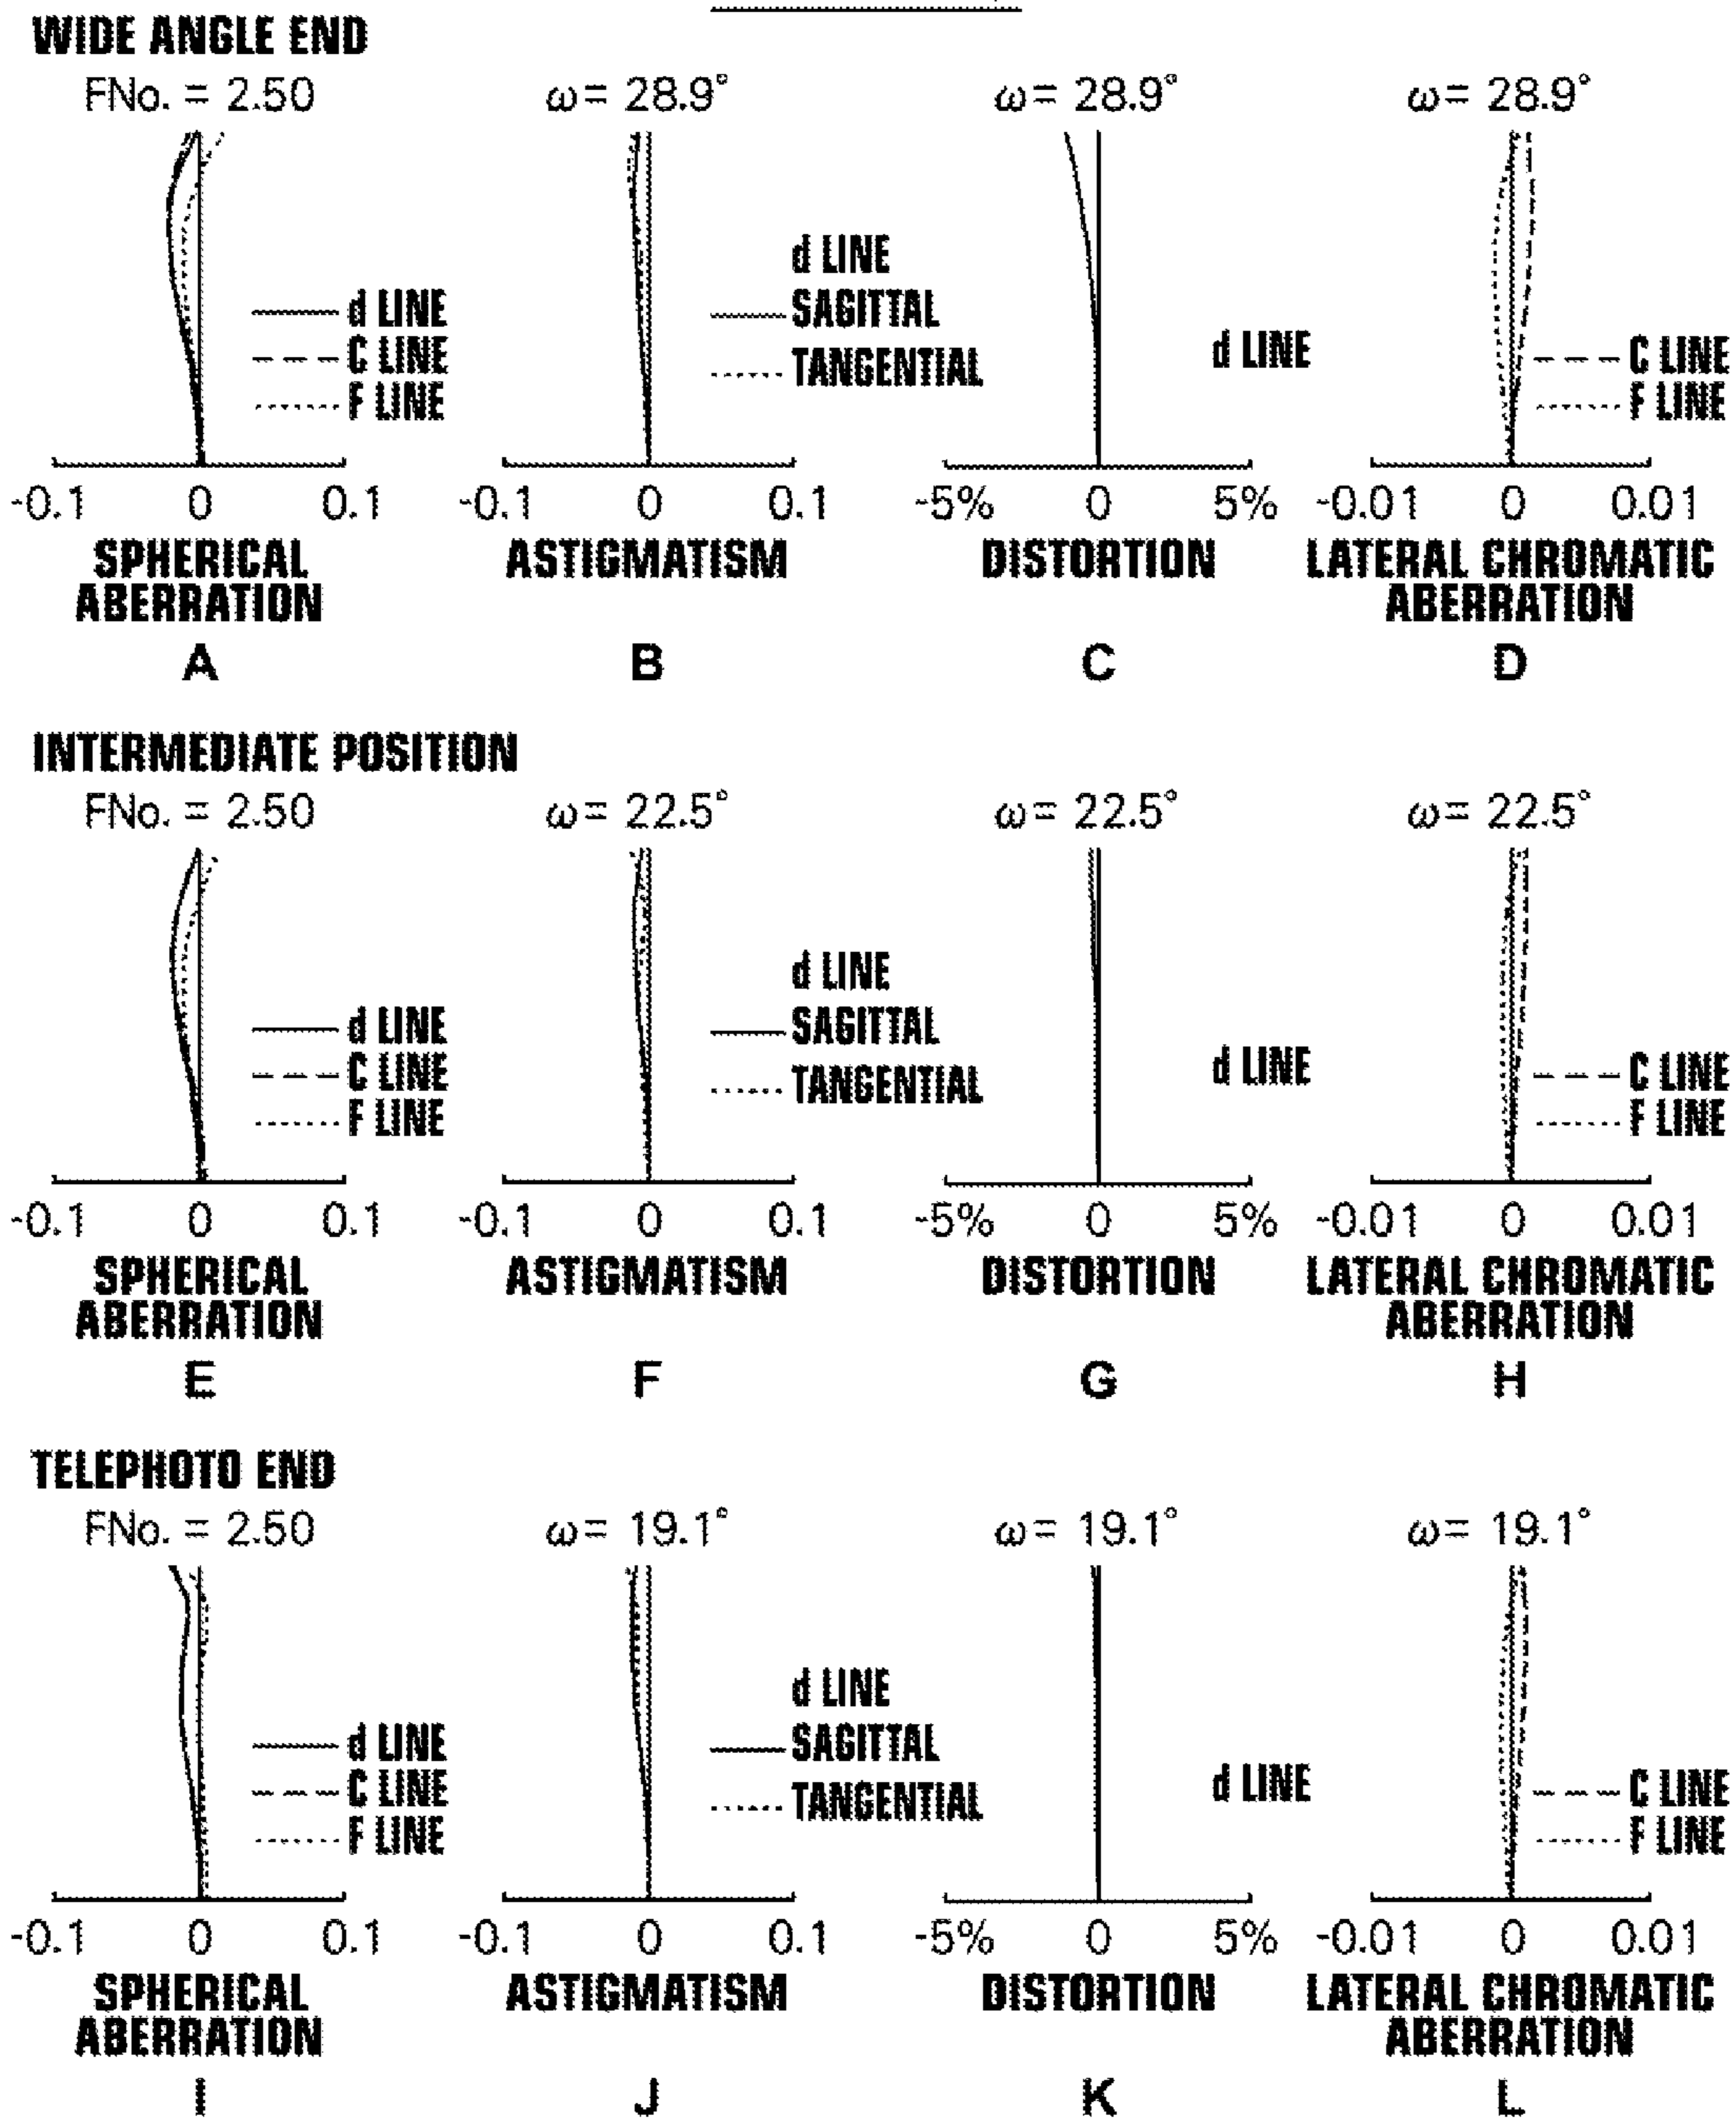 WIDE ANGLE END
FNo. = 2.50
ω= 28.9°
ω= 28.9°
ω= 28.9°
d LINE
C LINE
F LINE
d LINE
SAGITTAL
TANGENTIAL
d LINE
C LINE
F LINE
-0.1 0 0.1
-0.1 0 0.1
-5% 0 5%
-0.01 0 0.01
SPHERICAL
ABERRATION
ASTIGMATISM
DISTORTION
LATERAL CHROMATIC
ABERRATION
A
B
C
D
INTERMEDIATE POSITION
FNo. = 2.50
ω= 22.5°
ω= 22.5°
ω= 22.5°
d LINE
C LINE
F LINE
d LINE
SAGITTAL
TANGENTIAL
d LINE
C LINE
F LINE
-0.1 0 0.1
-0.1 0 0.1
-5% 0 5%
-0.01 0 0.01
SPHERICAL
ABERRATION
ASTIGMATISM
DISTORTION
LATERAL CHROMATIC
ABERRATION
E
F
G
H
TELEPHOTO END
FNo. = 2.50
ω= 19.1°
ω= 19.1°
ω= 19.1°
d LINE
C LINE
F LINE
d LINE
SAGITTAL
TANGENTIAL
d LINE
C LINE
F LINE
-0.1 0 0.1
-0.1 0 0.1
-5% 0 5%
-0.01 0 0.01
SPHERICAL
ABERRATION
ASTIGMATISM
DISTORTION
LATERAL CHROMATIC
ABERRATION
I
J
K
L